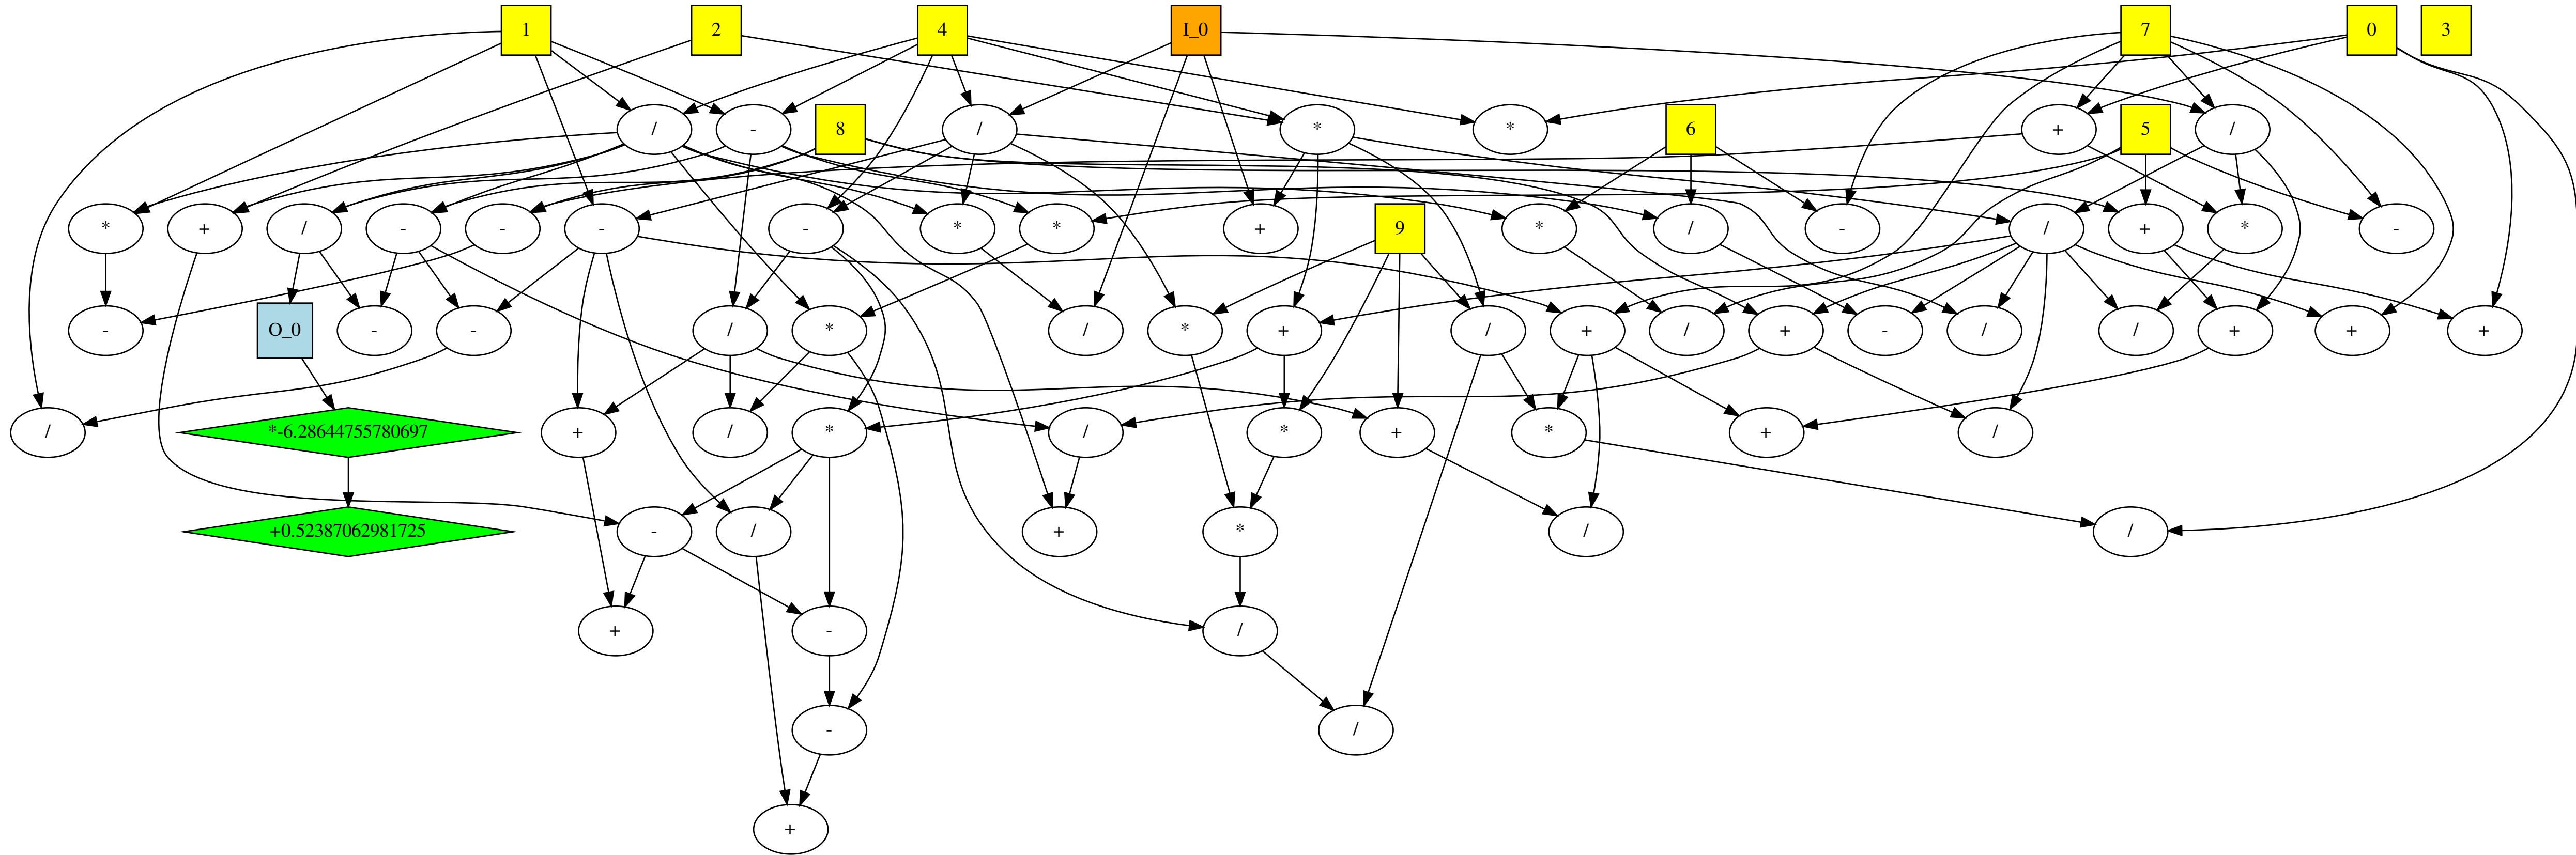 1 2 4 I_0 7 0 3
/ - 8 / * * 6 + 5 /
* + / - - - - * * + 9 * / - / + * -
- O_0 - - / * / * + / + / + - / / + + +
/ *-6.28644755780697 + / * / * + * + /
+0.52387062981725 - / + * / /
+ - /
- /
+